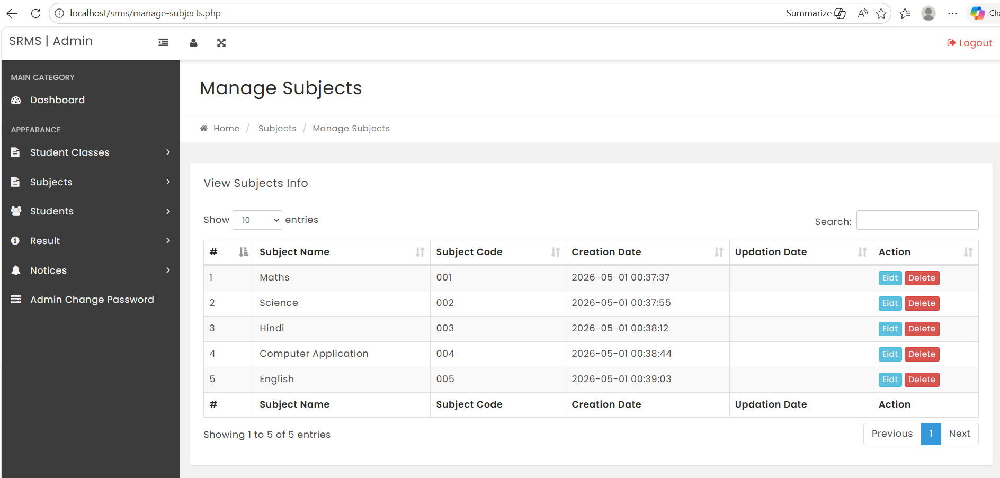 localhost/srms/manage-subjects.php
Summarize
SRMS | Admin
Logout
MAIN CATEGORY
Dashboard
APPEARANCE
Student Classes
Subjects
Students
Result
Notices
Admin Change Password
Manage Subjects
Home / Subjects / Manage Subjects
View Subjects Info
Show 10 entries
Search:
# Subject Name Subject Code Creation Date Updation Date Action
1 Maths 001 2026-05-01 00:37:37 Eidt Delete
2 Science 002 2026-05-01 00:37:55 Eidt Delete
3 Hindi 003 2026-05-01 00:38:12 Eidt Delete
4 Computer Application 004 2026-05-01 00:38:44 Eidt Delete
5 English 005 2026-05-01 00:39:03 Eidt Delete
# Subject Name Subject Code Creation Date Updation Date Action
Showing 1 to 5 of 5 entries
Previous 1 Next